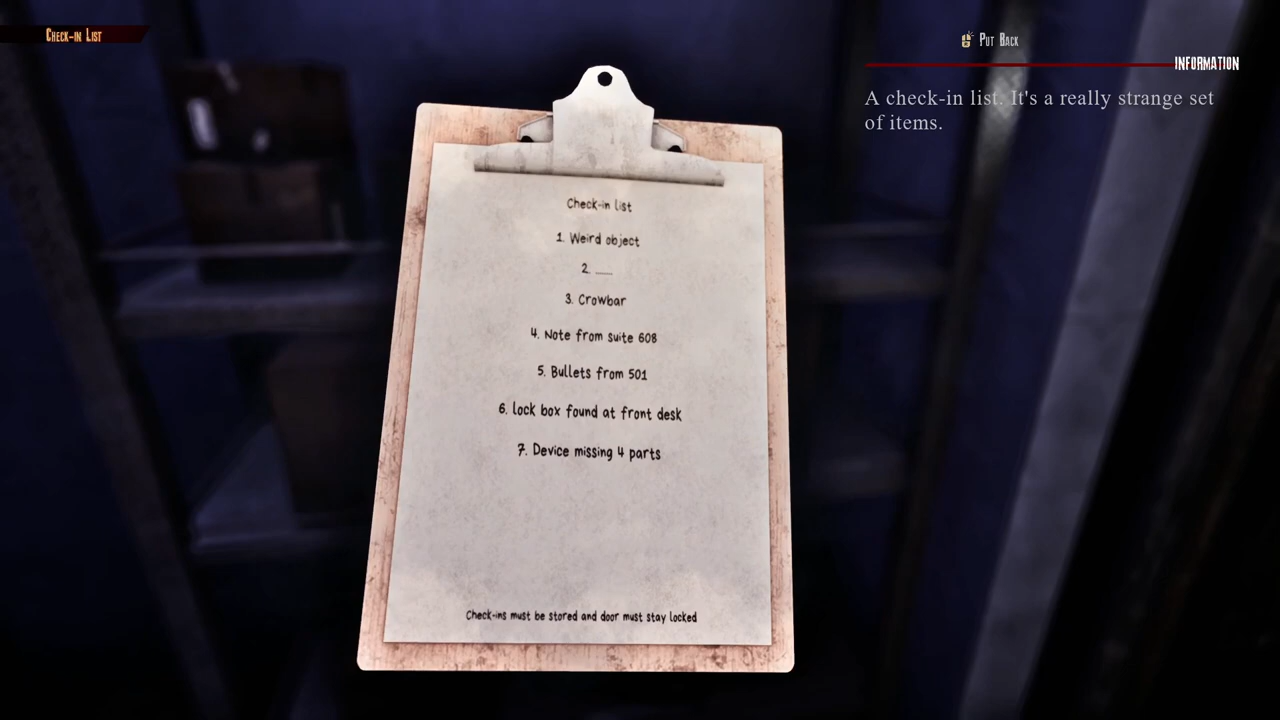 Check-in List
Put Back
INFORMATION
A check-in list. It's a really strange set
of items.
Check-in list
1. Weird object
2. ___
3. Crowbar
4. Note from suite 608
5. Bullets from 501
6. lock box found at front desk
7. Device missing 4 parts
Check-ins must be stored and door must stay locked